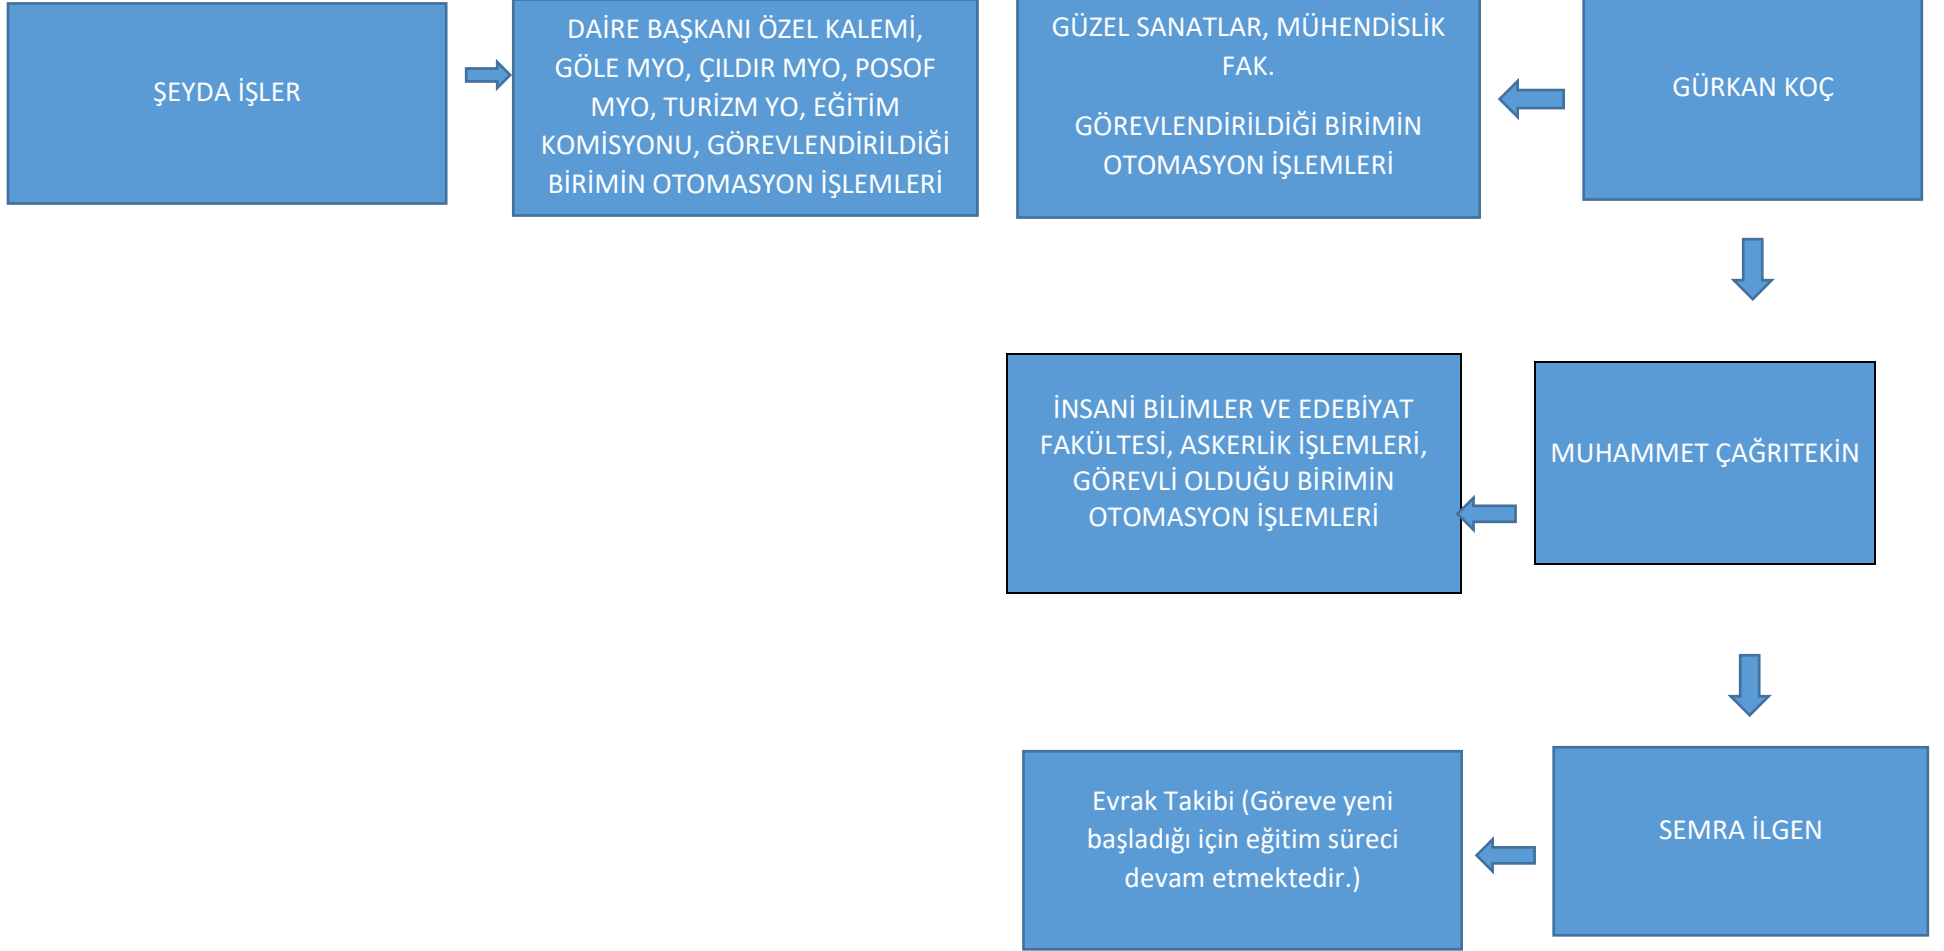 ŞEYDA İŞLER
DAİRE BAŞKANI ÖZEL KALEMİ,
GÖLE MYO, ÇILDIR MYO, POSOF
MYO, TURİZM YO, EĞİTİM
KOMİSYONU, GÖREVLENDİRİLDİĞİ
BİRİMİN OTOMASYON İŞLEMLERİ
GÜZEL SANATLAR, MÜHENDİSLİK
FAK.
GÖREVLENDİRİLDİĞİ BİRİMİN
OTOMASYON İŞLEMLERİ
GÜRKAN KOÇ
İNSANİ BİLİMLER VE EDEBİYAT
FAKÜLTESİ, ASKERLİK İŞLEMLERİ,
GÖREVLİ OLDUĞU BİRİMİN
OTOMASYON İŞLEMLERİ
MUHAMMET ÇAĞRITEKİN
Evrak Takibi (Göreve yeni
başladığı için eğitim süreci
devam etmektedir.)
SEMRA İLGEN